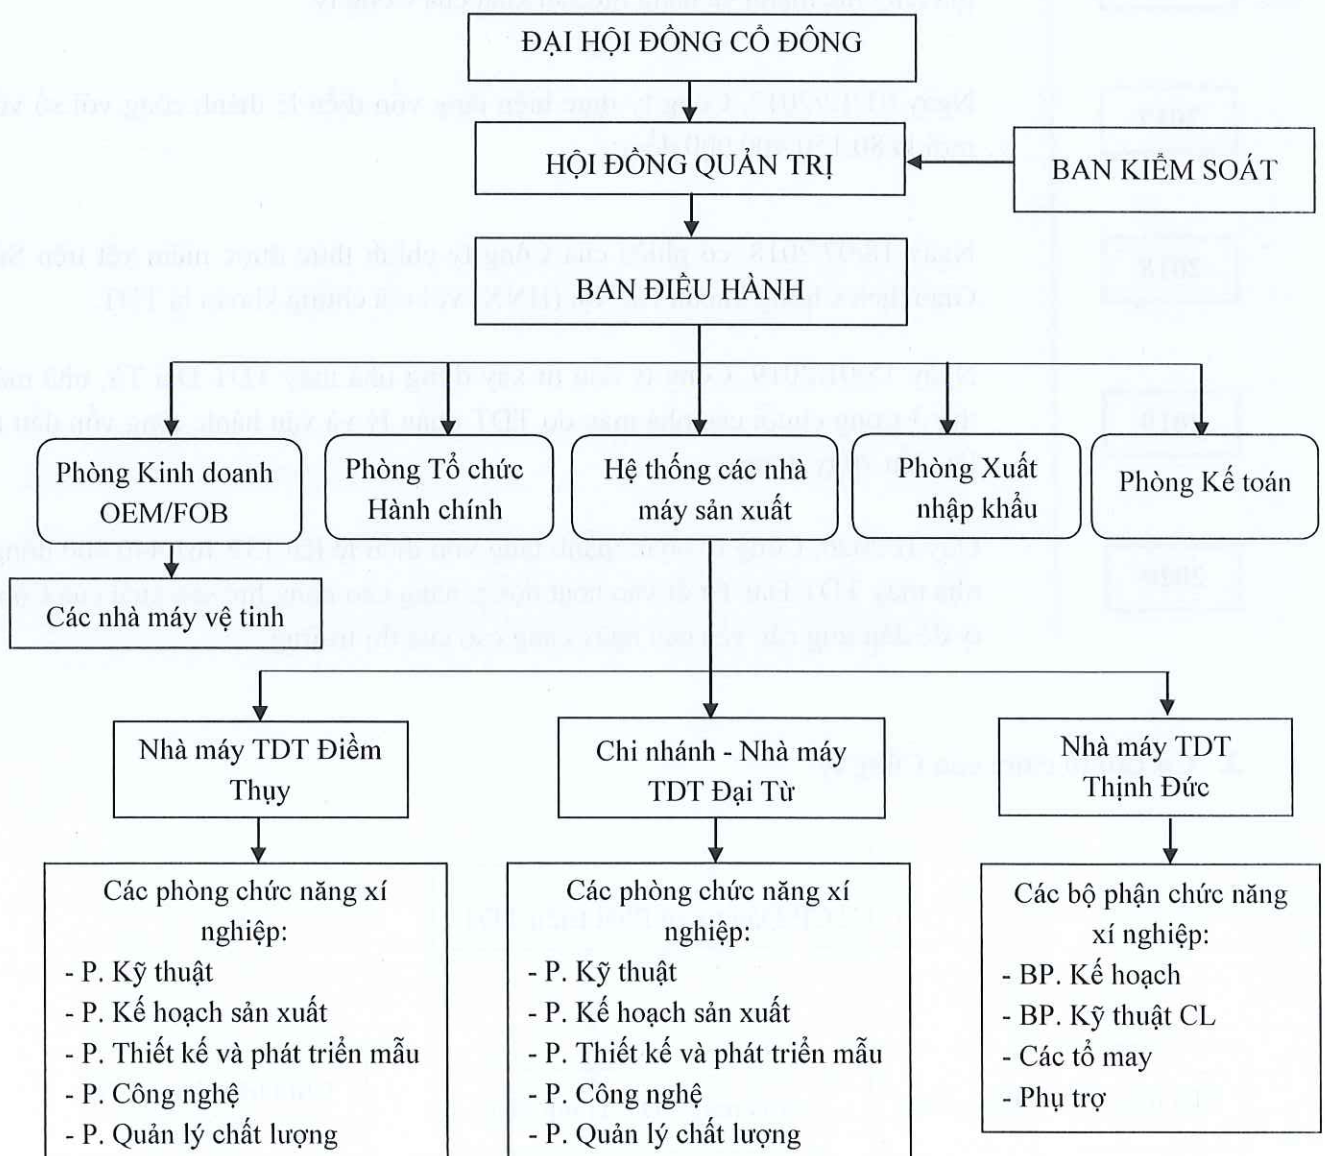 ĐẠI HỘI ĐỒNG CỔ ĐÔNG
HỘI ĐỒNG QUẢN TRỊ
BAN KIỂM SOÁT
BAN ĐIỀU HÀNH
Phòng Kinh doanh
OEM/FOB
Phòng Tổ chức
Hành chính
Hệ thống các nhà
máy sản xuất
Phòng Xuất
nhập khẩu
Phòng Kế toán
Các nhà máy vệ tinh
Nhà máy TDT Điềm
Thụy
Chi nhánh - Nhà máy
TDT Đại Từ
Nhà máy TDT
Thịnh Đức
Các phòng chức năng xí
nghiệp:
- P. Kỹ thuật
- P. Kế hoạch sản xuất
- P. Thiết kế và phát triển mẫu
- P. Công nghệ
- P. Quản lý chất lượng
Các phòng chức năng xí
nghiệp:
- P. Kỹ thuật
- P. Kế hoạch sản xuất
- P. Thiết kế và phát triển mẫu
- P. Công nghệ
- P. Quản lý chất lượng
Các bộ phận chức năng
xí nghiệp:
- BP. Kế hoạch
- BP. Kỹ thuật CL
- Các tổ may
- Phụ trợ